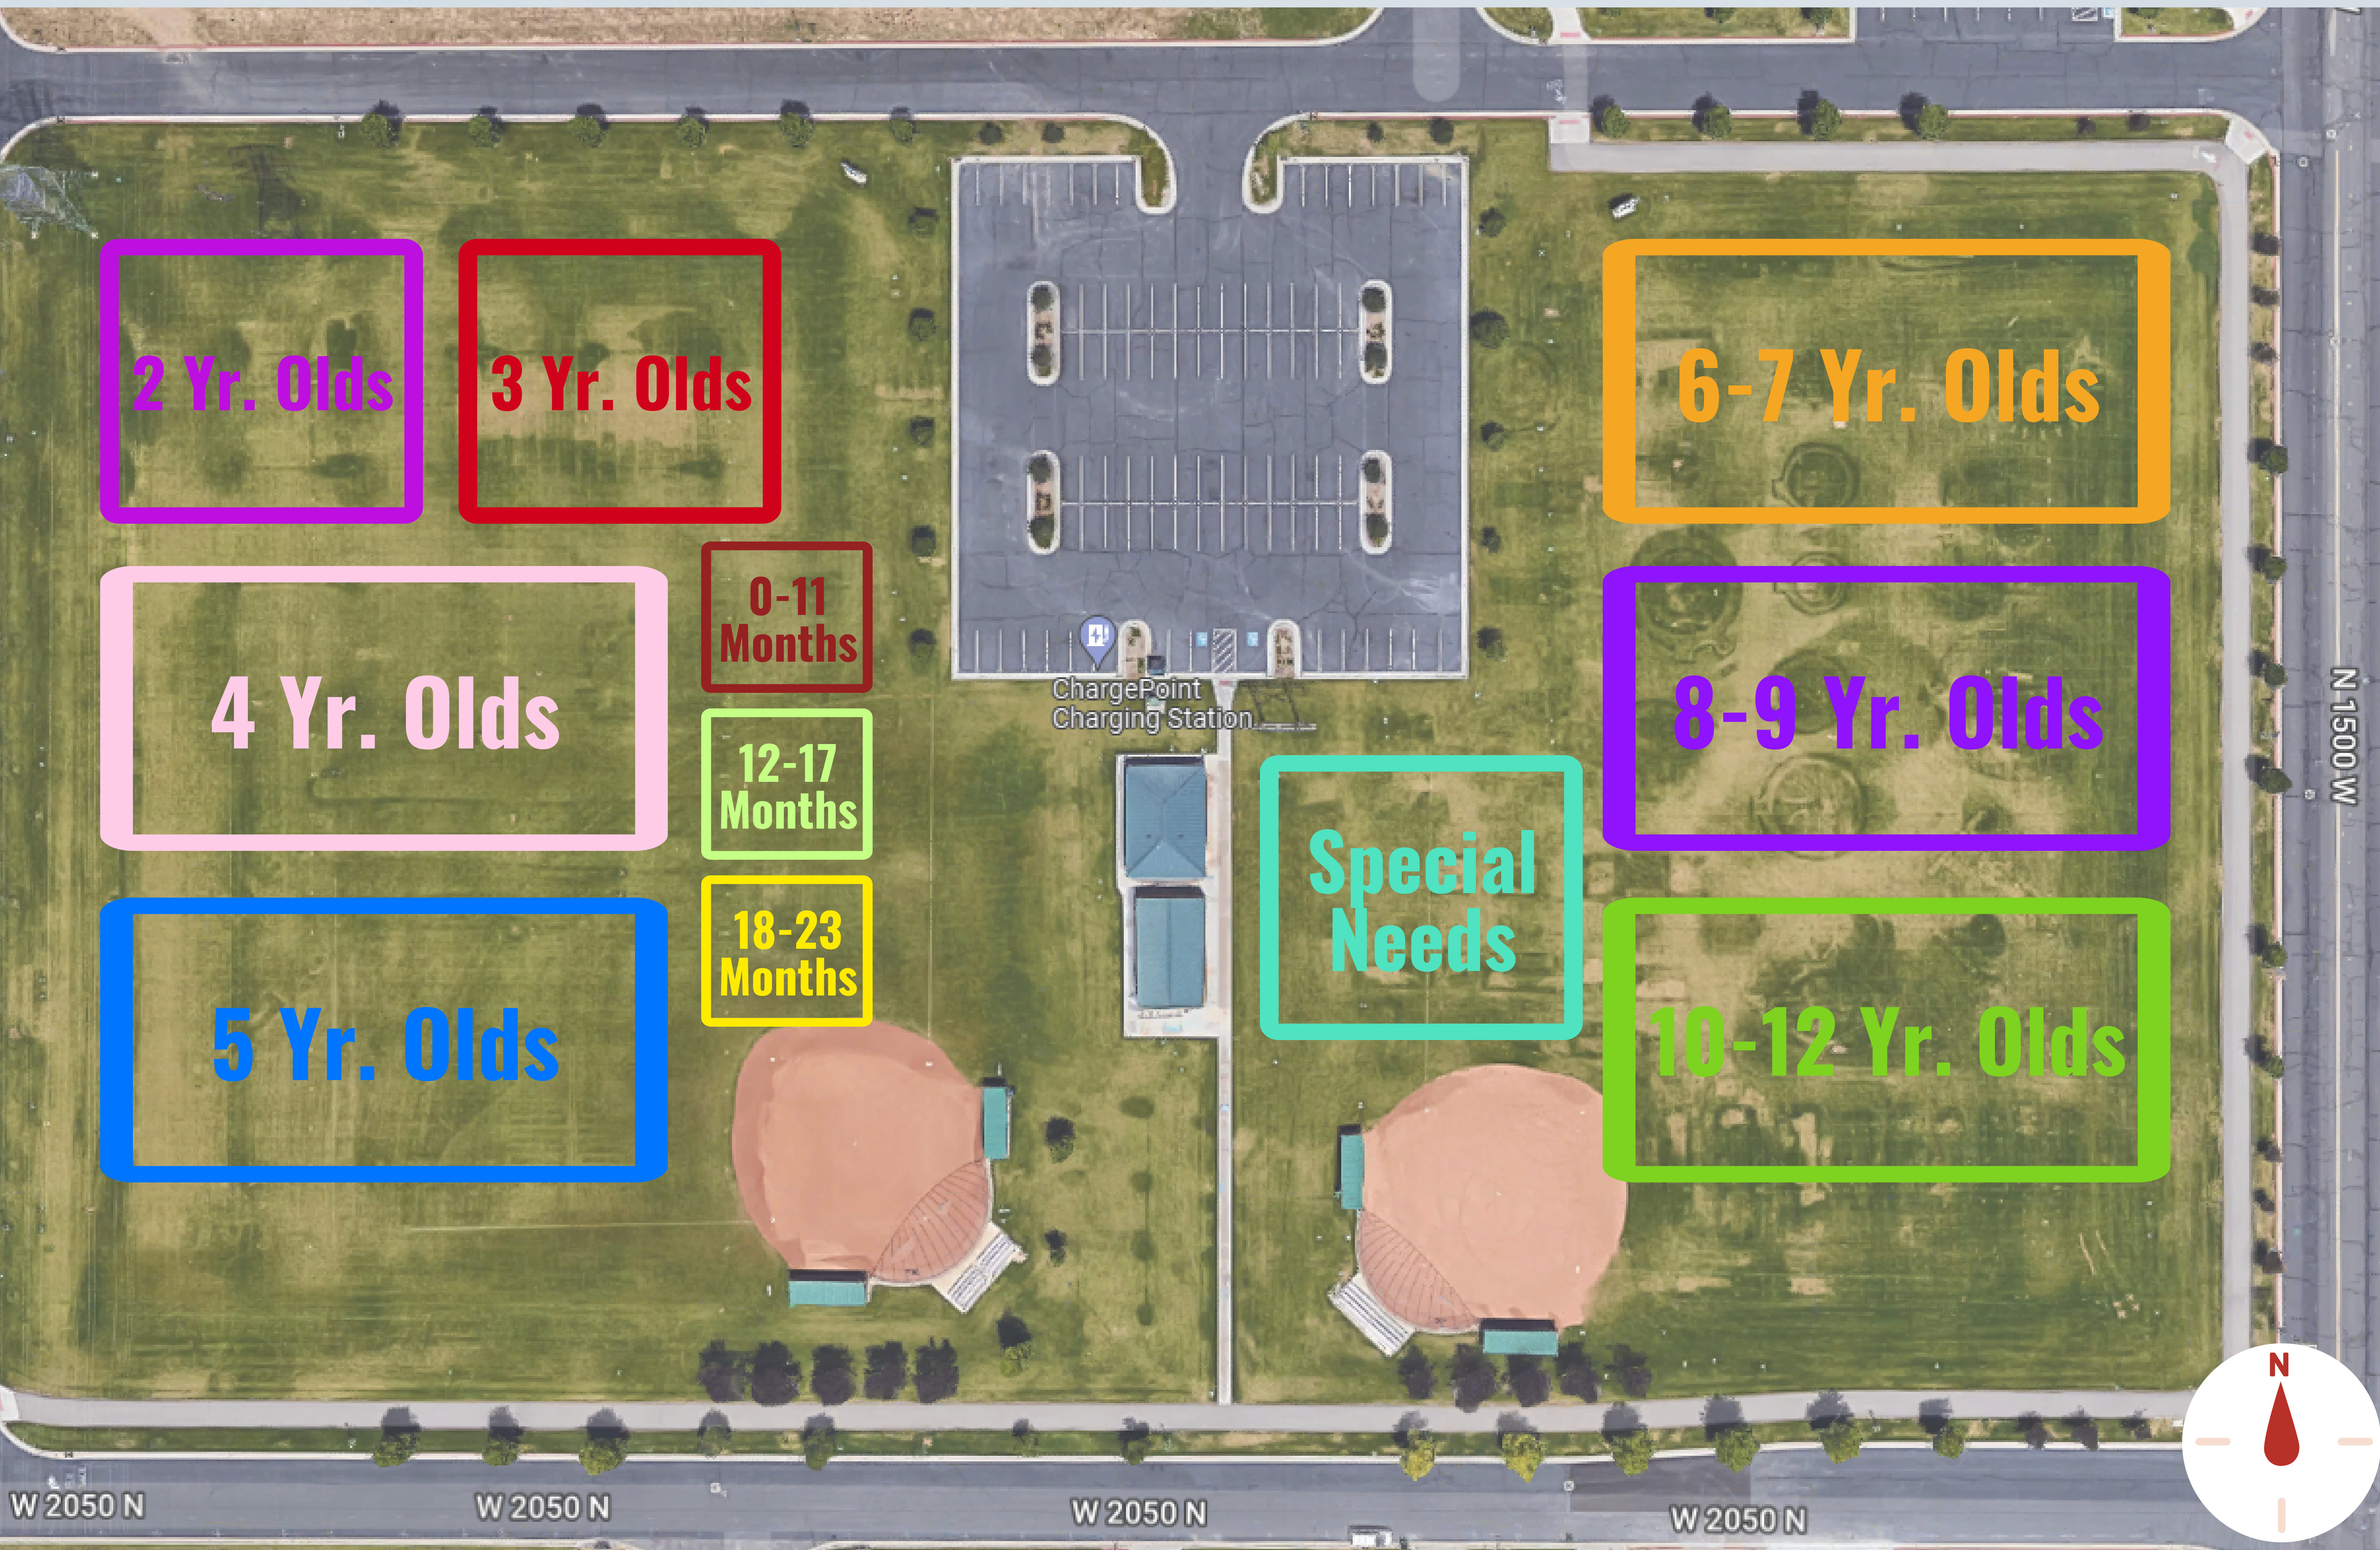 2 Yr. Olds
3 Yr. Olds
6-7 Yr. Olds
0-11
Months
4 Yr. Olds
12-17
Months
18-23
Months
5 Yr. Olds
ChargePoint
Charging Station
Special
Needs
8-9 Yr. Olds
10-12 Yr. Olds
N 1500 W
N
W 2050 N
W 2050 N
W 2050 N
W 2050 N